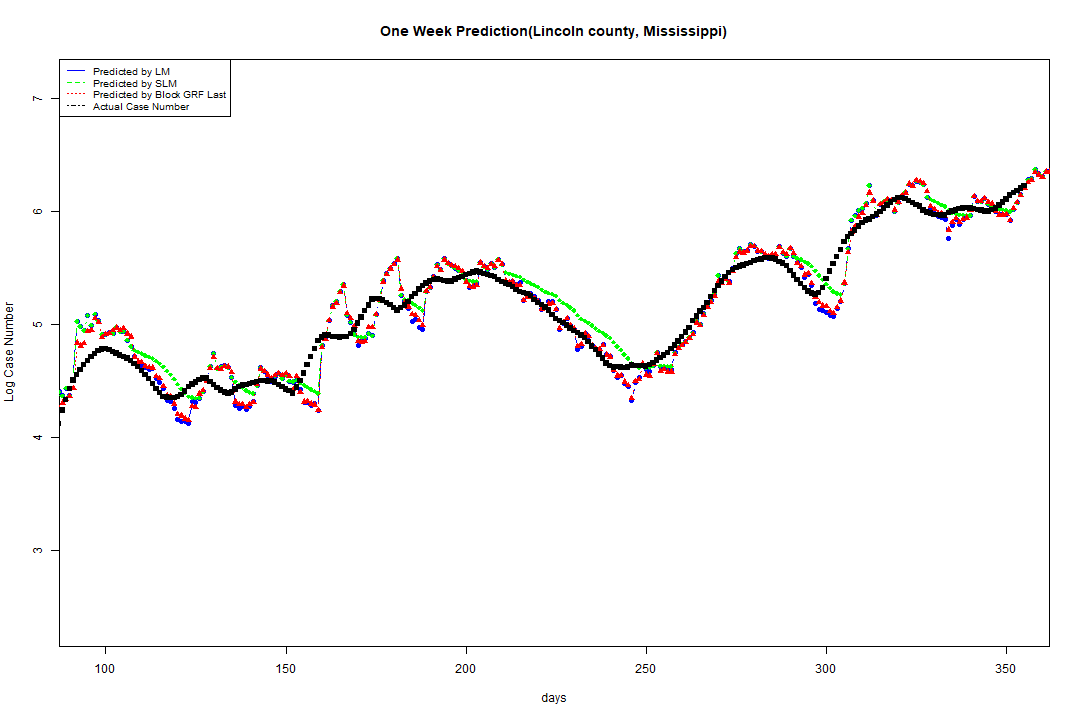 One Week Prediction(Lincoln county, Mississippi)
Predicted by LM
Predicted by SLM
Predicted by Block GRF Last
Actual Case Number
7
6
5
4
3
Log Case Number
100 150 200 250 300 350
days